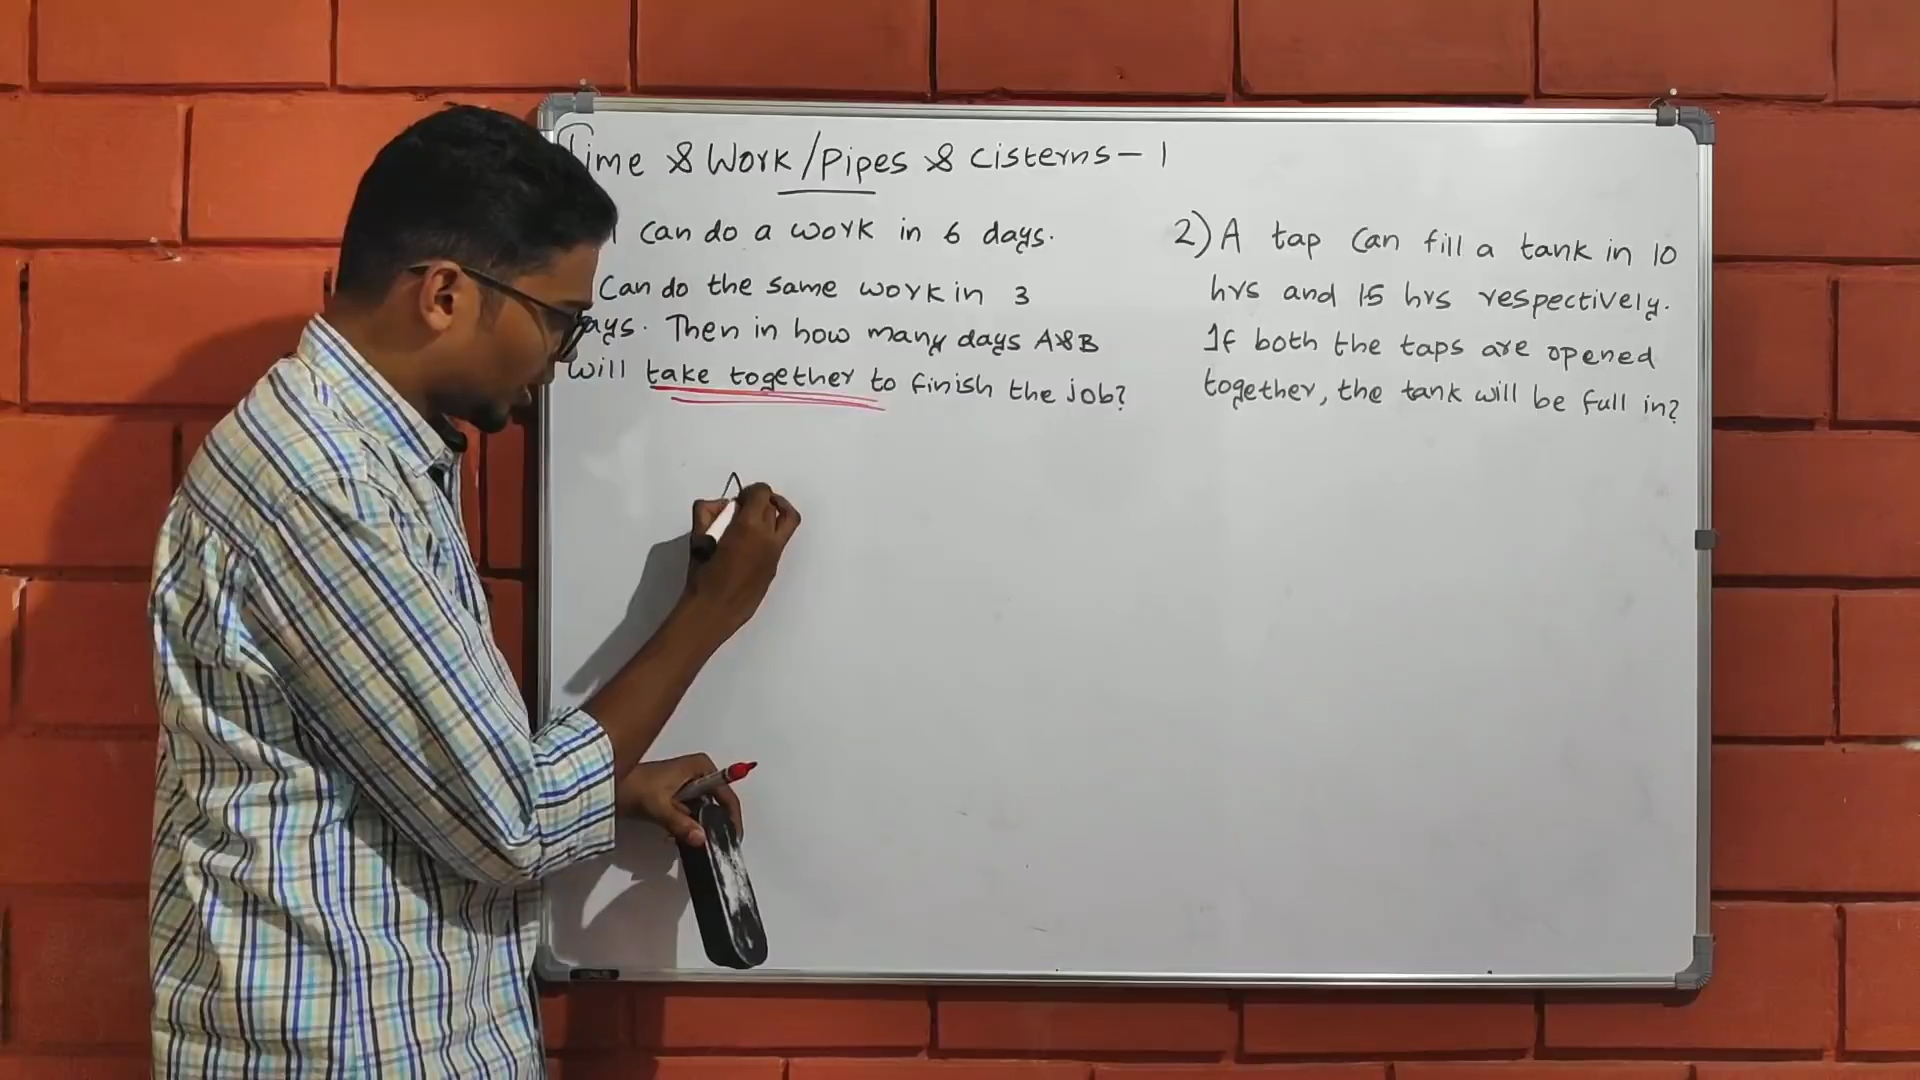 Time & Work/Pipes & Cisterns - 1
can do a work in 6 days.
Can do the same work in 3
ays. Then in how many days A&B
will take together to finish the job?
A
2) A tap can fill a tank in 10
hrs and 15 hrs respectively.
If both the taps are opened
together, the tank will be full in?